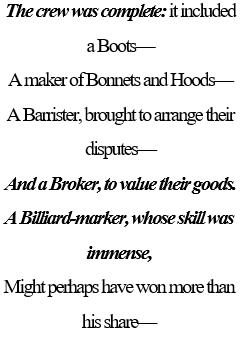 The crew was complete: it included
a Boots—
A maker of Bonnets and Hoods—
A Barrister, brought to arrange their
disputes—
And a Broker, to value their goods.
A Billiard-marker, whose skill was
immense,
Might perhaps have won more than
his share—